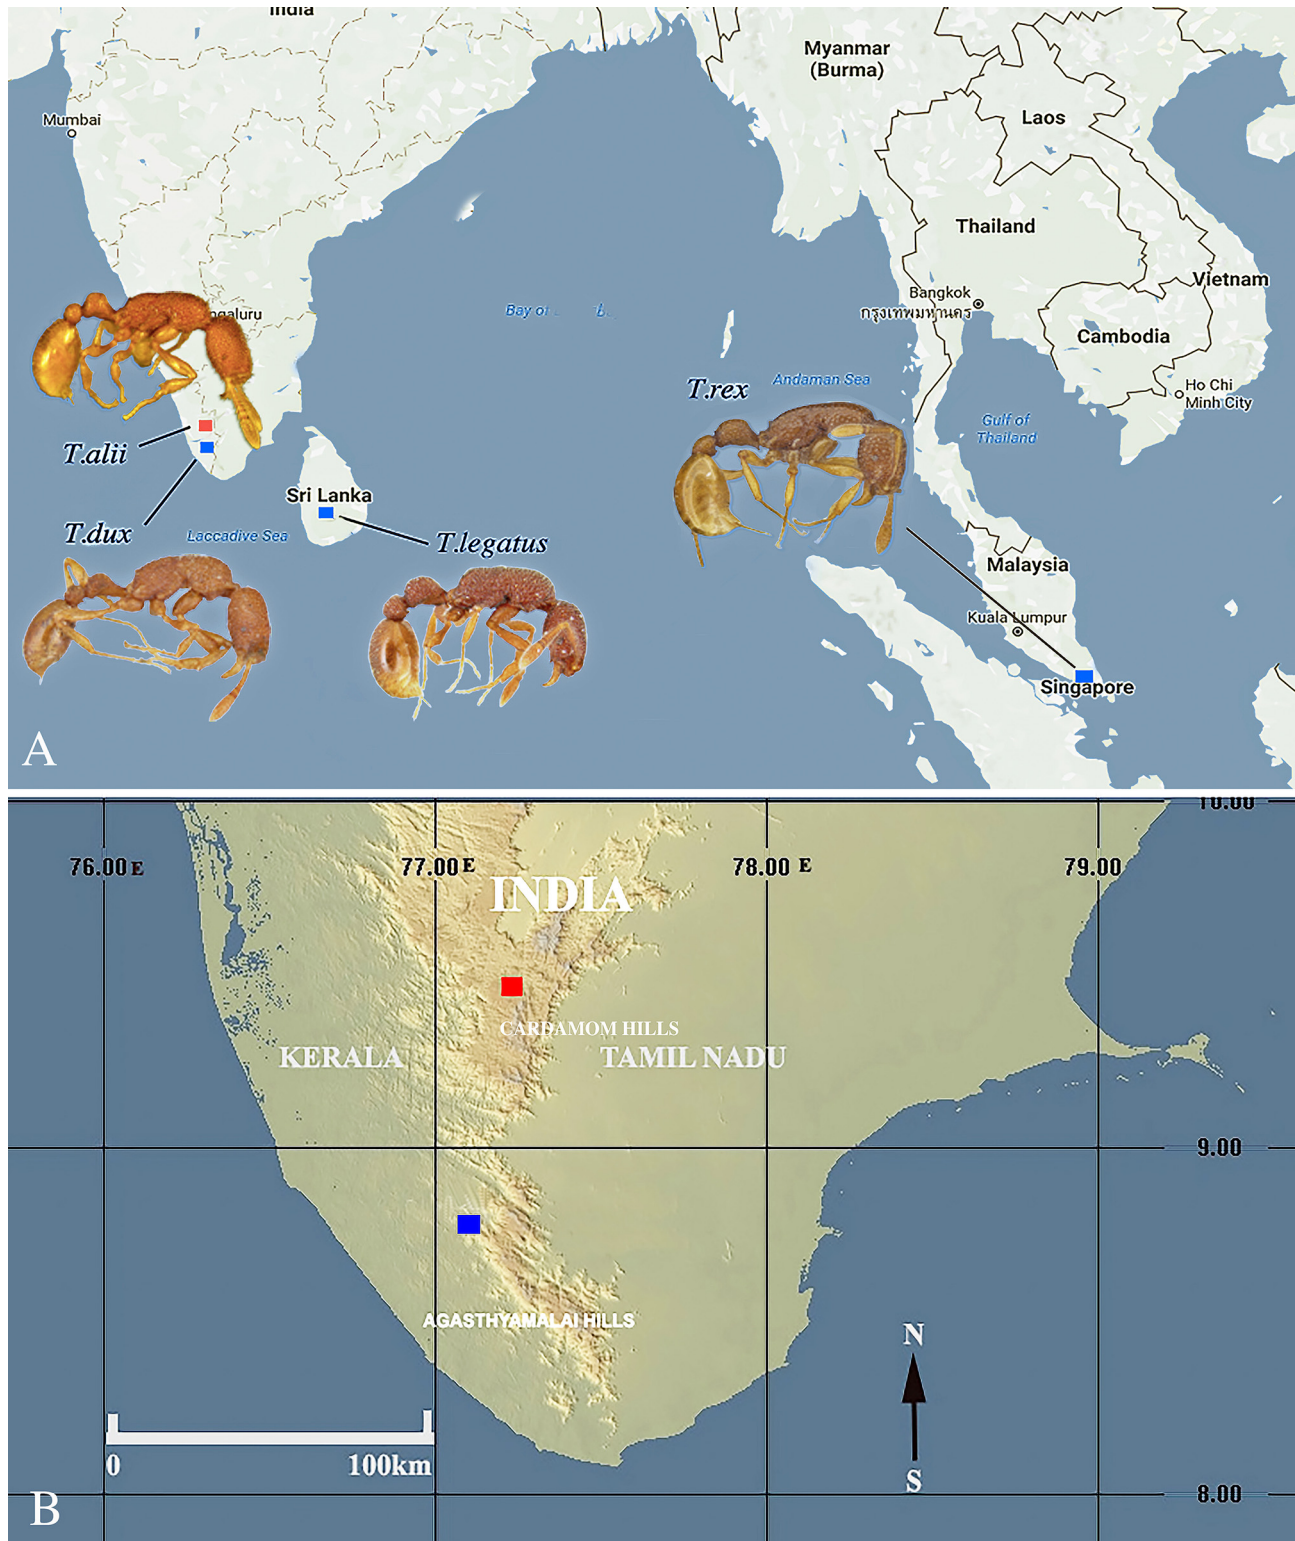 India
Myanmar
(Burma)
Mumbai
Laos
Thailand
Vietnam
Bangkok
กรุงเทพมหานคร
ngaluru
Bay of
Cambodia
T.rex
Andaman Sea
Ho Chi
Minh City
Gulf of
Thailand
T.alii
Sri Lanka
T.dux
Laccadive Sea
T.legatus
Malaysia
Kuala Lumpur
Singapore
A
10.00
76.00 E
77.00 E
78.00 E
79.00
INDIA
CARDAMOM HILLS
KERALA
TAMIL NADU
9.00
AGASTHYAMALAI HILLS
N
0
100km
S
8.00
B